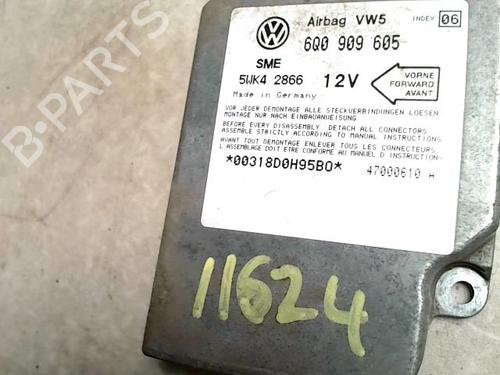 Airbag VW5
INDEX 06
6Q0 909 605
SME
5WK4 2866
12V
VORNE
FORWARD
AVANT
Made in Germany
VOR JEDER DEMONTAGE ALLE STECKVERBINDUNGEN LOESEN
MONTAGE NUR NACH EINBAUANWEISUNG
BEFORE EVERY DISASSEMBLY DETACH ALL CONNECTORS
ASSEMBLE STRICTLY ACCORDING TO MANUAL INSTRUCTIONS
AVANT TOUT DEMONTAGE ENLEVER TOUS LES CONNECTEURS
L'ASSEMBLAGE DOIT ETRE CONFORME AU MANUEL D INSTRUCTION.
*00318D0H95B0*
47000610 H
11624